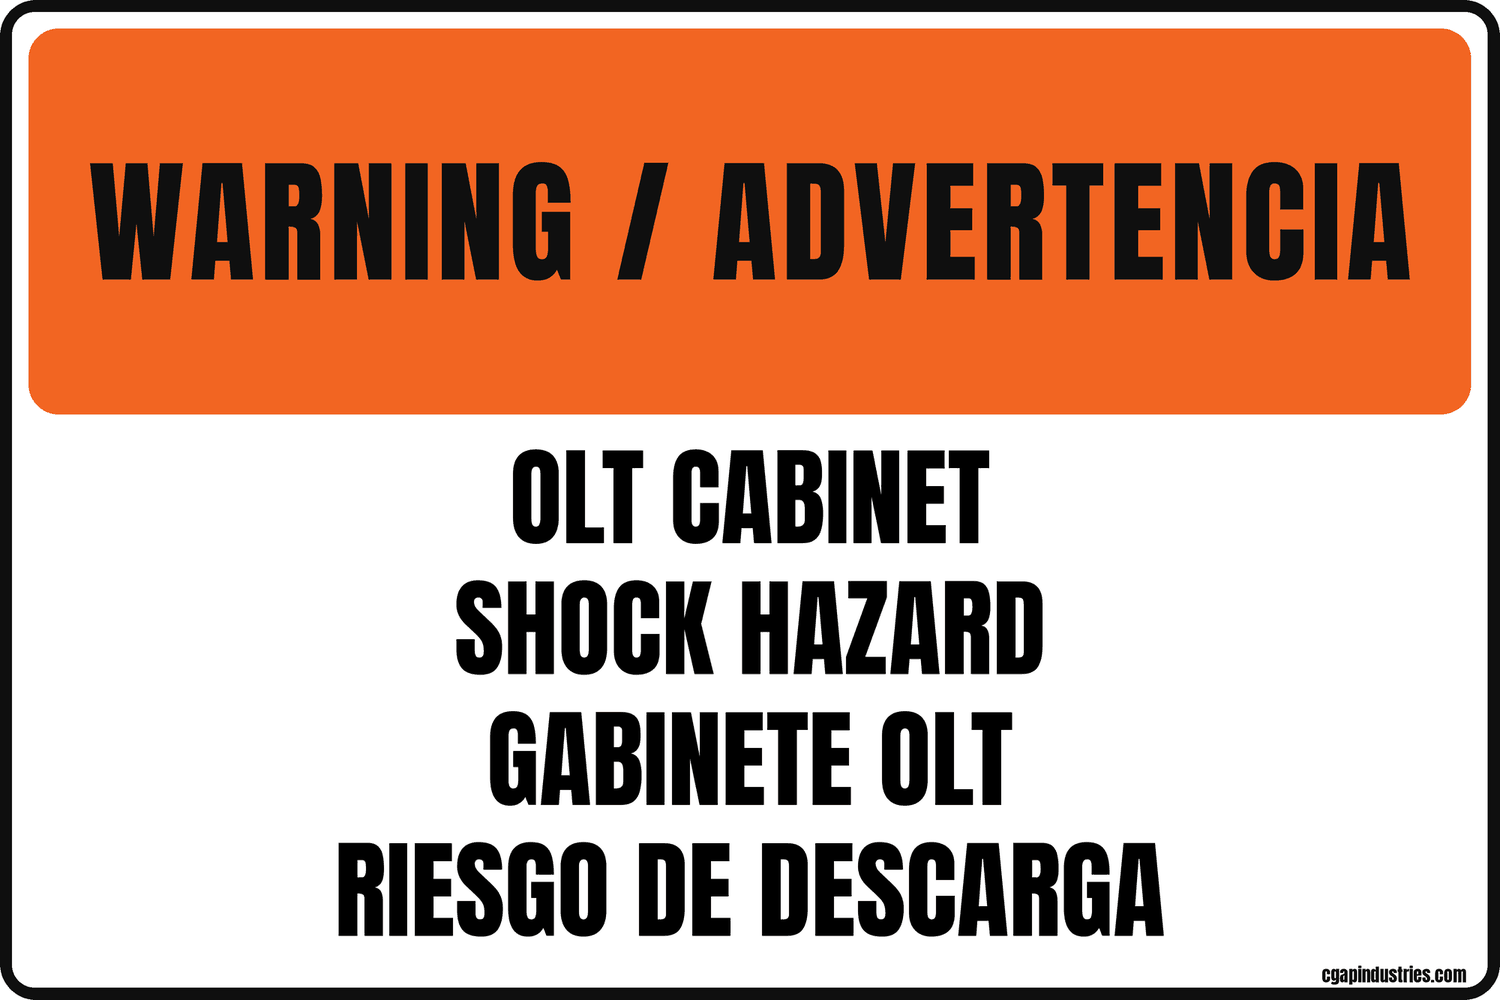 WARNING / ADVERTENCIA
OLT CABINET
SHOCK HAZARD
GABINETE OLT
RIESGO DE DESCARGA
cgapindustries.com